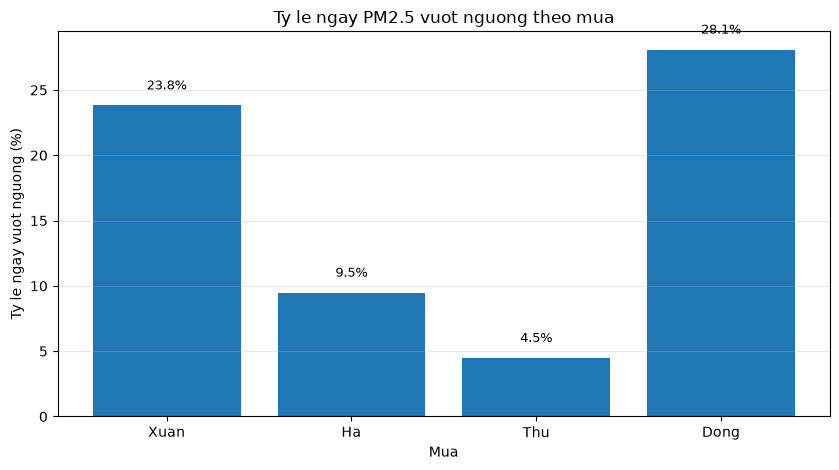 Ty le ngay PM2.5 vuot nguong theo mua
Ty le ngay vuot nguong (%)
25
20
15
10
5
0
23.8%
9.5%
4.5%
28.1%
Xuan
Ha
Thu
Dong
Mua